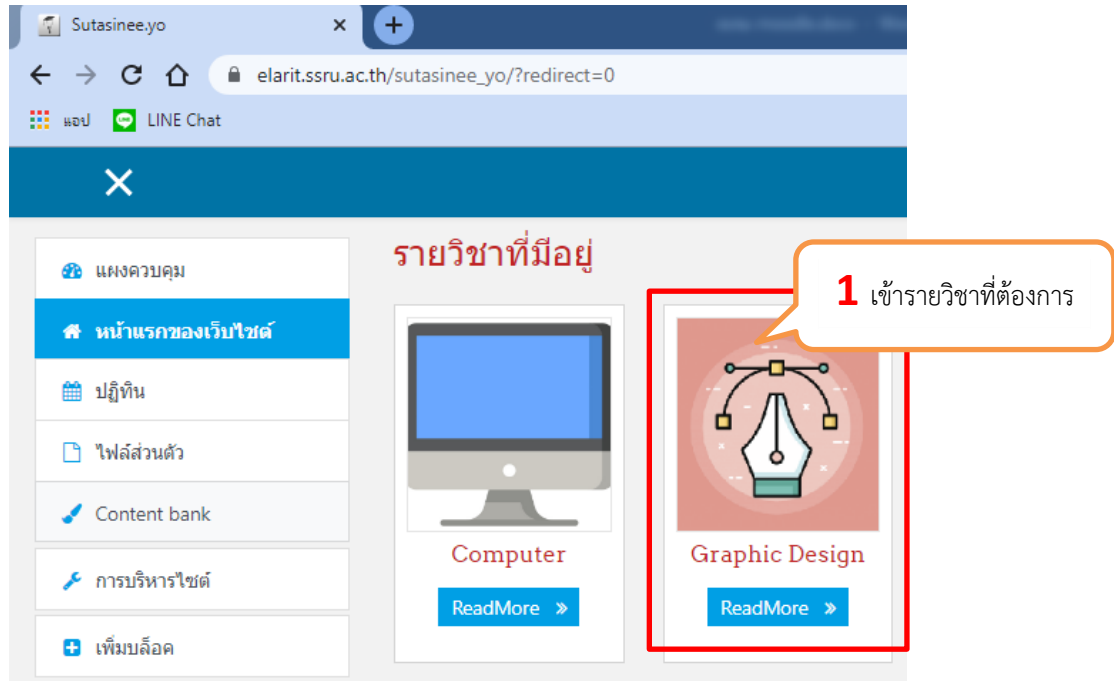 Sutasinee.yo
elarit.ssru.ac.th/sutasinee_yo/?redirect=0
แอป LINE Chat
รายวิชาที่มีอยู่
1 เข้ารายวิชาที่ต้องการ
แผงควบคุม
หน้าแรกของเว็บไซต์
ปฏิทิน
ไฟล์ส่วนตัว
Content bank
การบริหารไซต์
เพิ่มบล็อค
Computer
ReadMore »
Graphic Design
ReadMore »